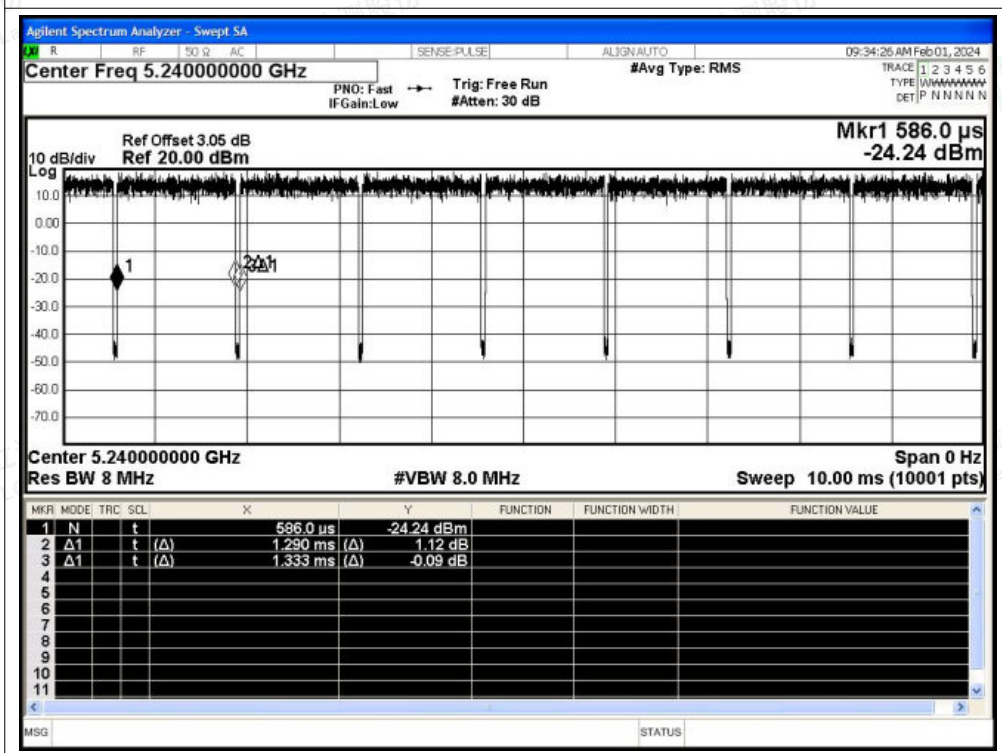 Agilent Spectrum Analyzer - Swept SA
LXI R RF 50 Ω AC SENSE:PULSE ALIGN AUTO 09:34:26 AM Feb 01, 2024
Center Freq 5.240000000 GHz
#Avg Type: RMS
TRACE 1 2 3 4 5 6
TYPE W
DET P N N N N N
PNO: Fast
IFGain:Low
Trig: Free Run
#Atten: 30 dB
Mkr1 586.0 µs
-24.24 dBm
Ref Offset 3.05 dB
10 dB/div Ref 20.00 dBm
Log
10.0
0.00
-10.0
-20.0
-30.0
-40.0
-50.0
-60.0
-70.0
1
2Δ1
3Δ1
Center 5.240000000 GHz Span 0 Hz
Res BW 8 MHz #VBW 8.0 MHz Sweep 10.00 ms (10001 pts)
MKR MODE TRC SCL X Y FUNCTION FUNCTION WIDTH FUNCTION VALUE
1 N t 586.0 µs -24.24 dBm
2 Δ1 t (Δ) 1.290 ms (Δ) 1.12 dB
3 Δ1 t (Δ) 1.333 ms (Δ) -0.09 dB
4
5
6
7
8
9
10
11
MSG STATUS